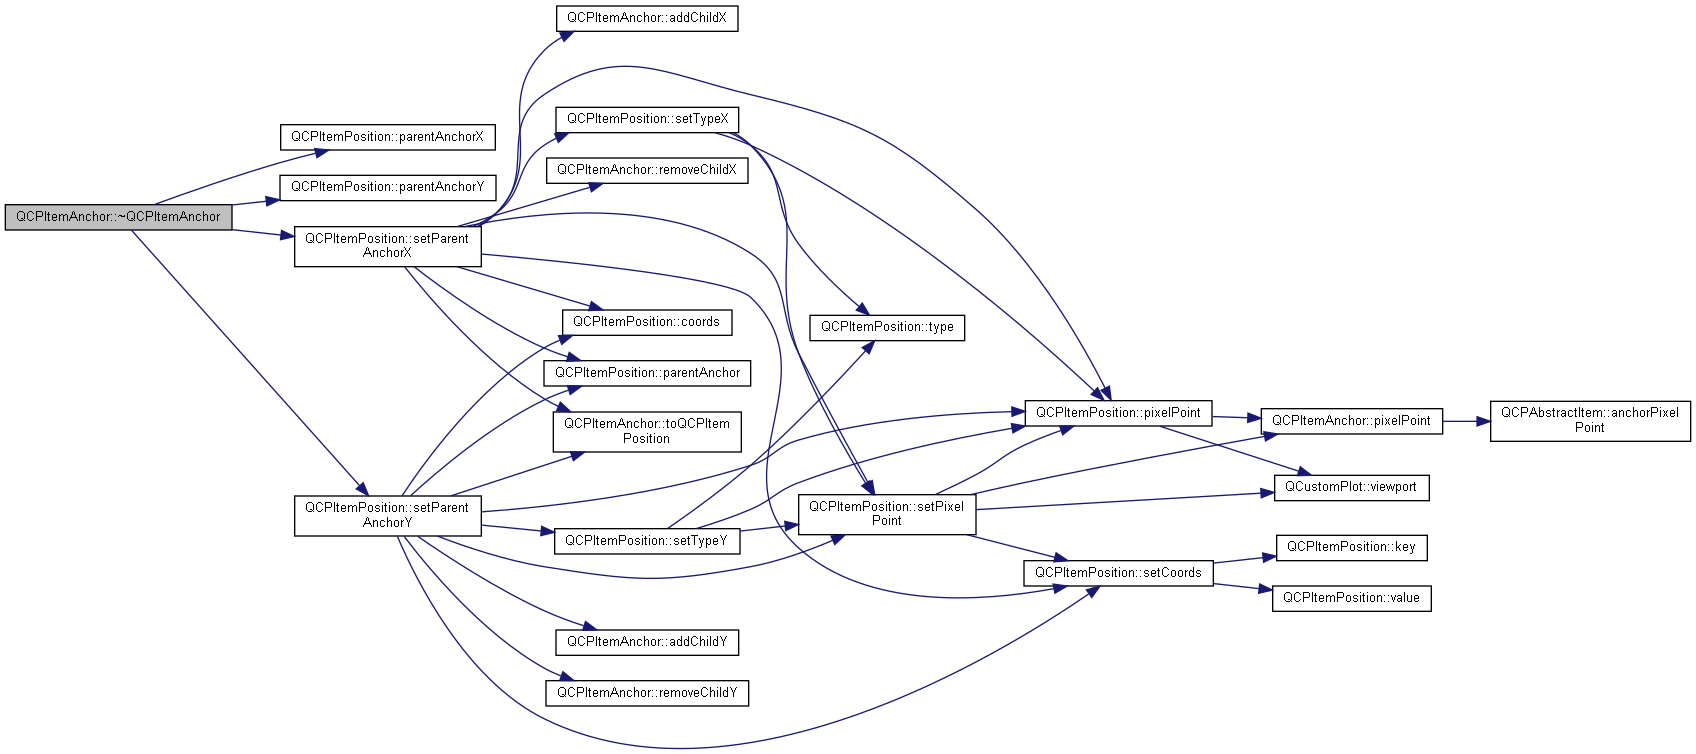 QCPItemAnchor::addChildX
QCPItemPosition::setTypeX
QCPItemPosition::parentAnchorX
QCPItemAnchor::removeChildX
QCPItemPosition::parentAnchorY
QCPItemAnchor::~QCPItemAnchor
QCPItemPosition::setParent
AnchorX
QCPItemPosition::coords
QCPItemPosition::type
QCPItemPosition::parentAnchor
QCPItemPosition::pixelPoint
QCPItemAnchor::pixelPoint
QCPAbstractItem::anchorPixel
Point
QCPItemAnchor::toQCPItem
Position
QCustomPlot::viewport
QCPItemPosition::setParent
AnchorY
QCPItemPosition::setPixel
Point
QCPItemPosition::setTypeY
QCPItemPosition::key
QCPItemPosition::setCoords
QCPItemPosition::value
QCPItemAnchor::addChildY
QCPItemAnchor::removeChildY